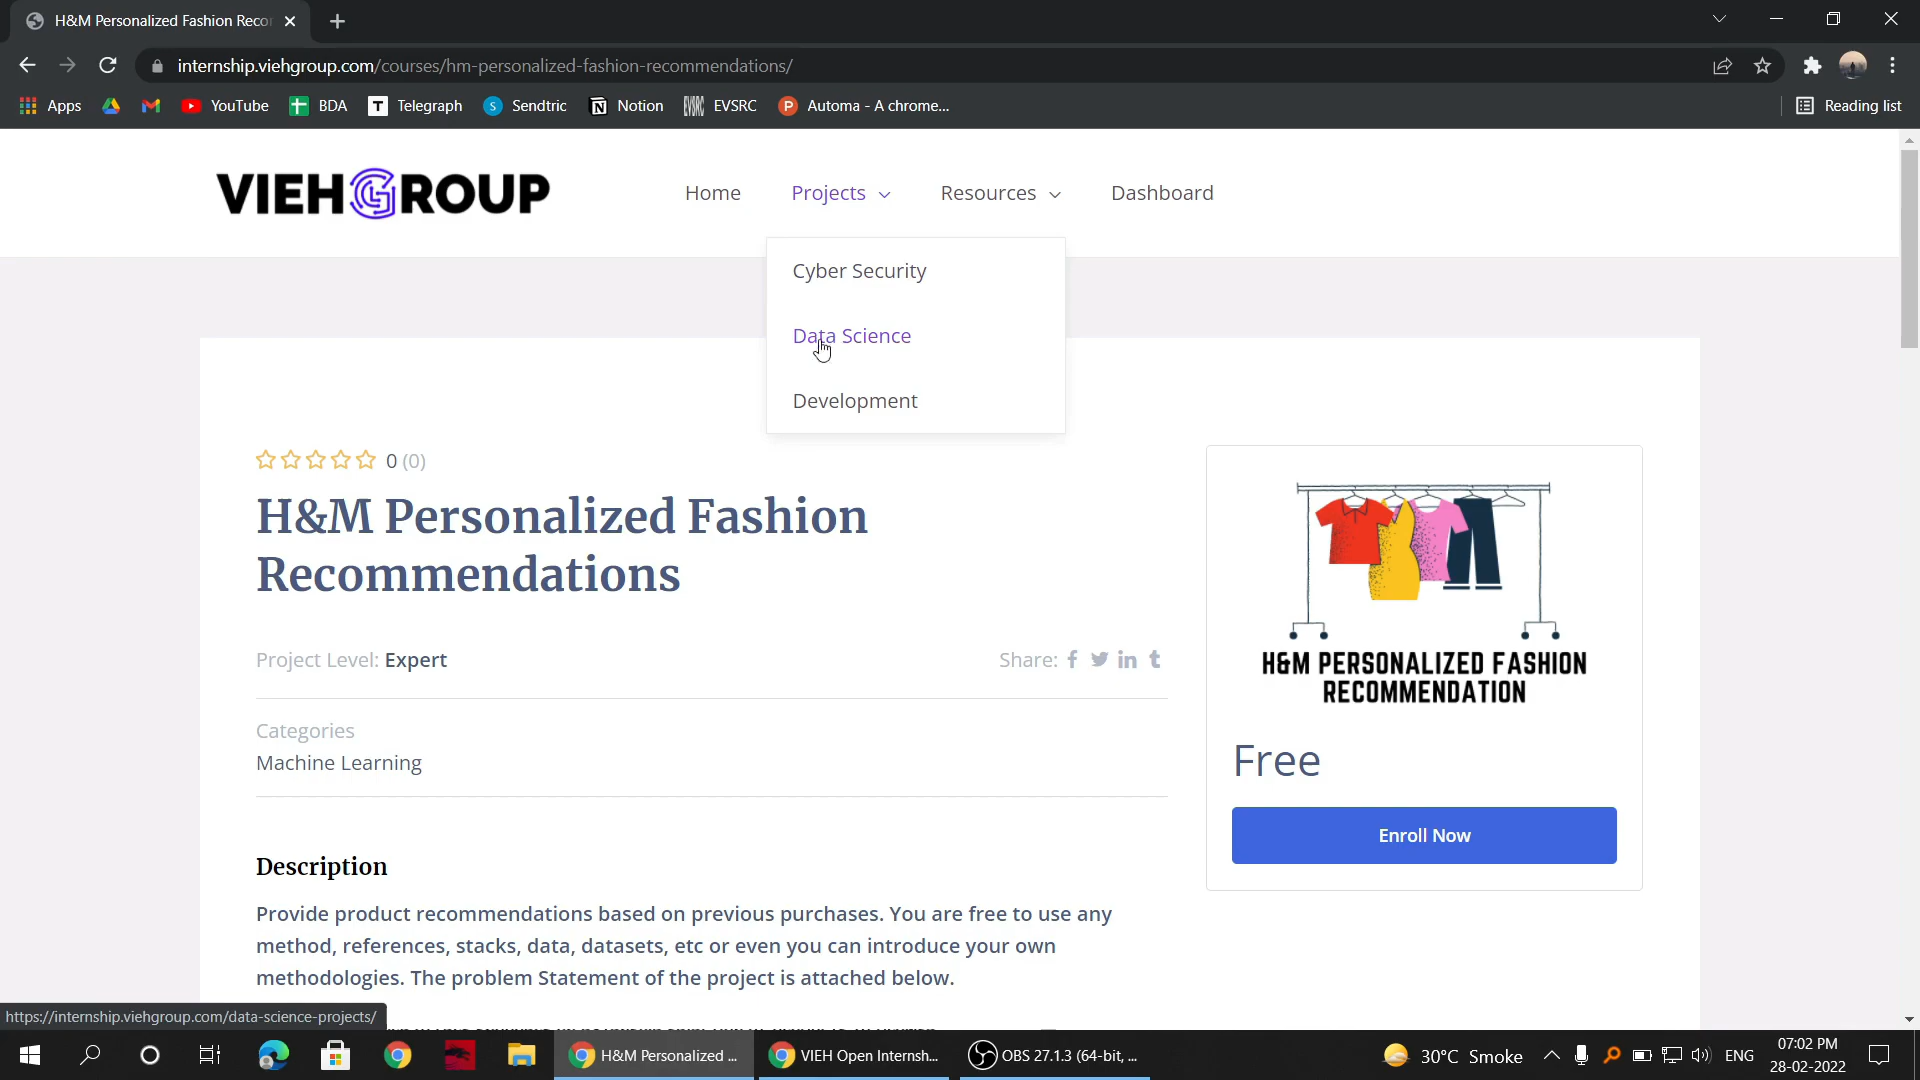 H&M Personalized Fashion Reco
internship.viehgroup.com/courses/hm-personalized-fashion-recommendations/
Apps
YouTube
BDA
Telegraph
Sendtric
Notion
EVSRC
Automa - A chrome...
Reading list
VIEHGROUP
Home
Projects
Resources
Dashboard
Cyber Security
Data Science
Development
0 (0)
H&M Personalized Fashion
Recommendations
Project Level: Expert
Share:
Categories
Machine Learning
H&M PERSONALIZED FASHION
RECOMMENDATION
Free
Enroll Now
Description
Provide product recommendations based on previous purchases. You are free to use any
method, references, stacks, data, datasets, etc or even you can introduce your own
methodologies. The problem Statement of the project is attached below.
https://internship.viehgroup.com/data-science-projects/
H&M Personalized ...
VIEH Open Internsh...
OBS 27.1.3 (64-bit, ...
30°C Smoke
ENG
07:02 PM
28-02-2022